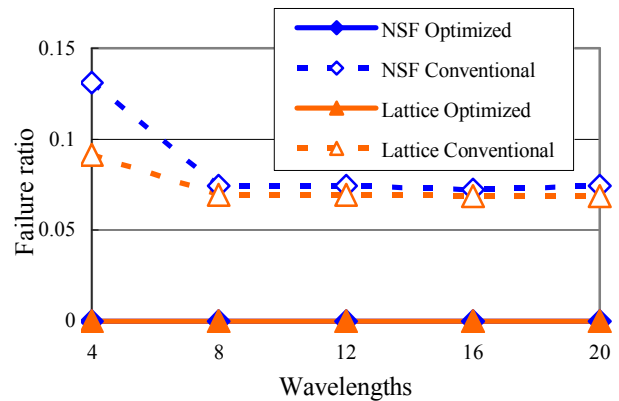 NSF Optimized
NSF Conventional
Lattice Optimized
Lattice Conventional
0.15
0.1
0.05
0
Failure ratio
4 8 12 16 20
Wavelengths